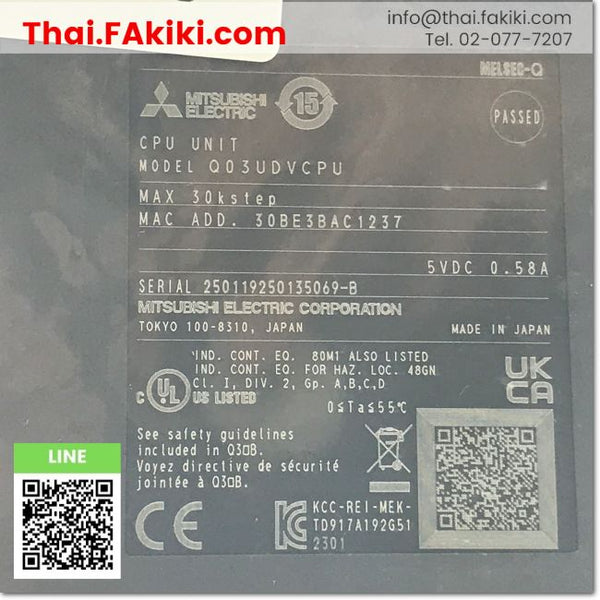 Thai.FAkiki.com
info@thai.fakiki.com
Tel. 02-077-7207
MELSEC-Q
MITSUBISHI ELECTRIC
15
PASSED
CPU UNIT
MODEL Q03UDVCPU
MAX 30kstep
MAC ADD. 30BE3BAC1237
5VDC 0.58A
SERIAL 250119250135069-B
MITSUBISHI ELECTRIC CORPORATION
TOKYO 100-8310, JAPAN MADE IN JAPAN
IND. CONT. EQ. 80M1 ALSO LISTED
IND. CONT. EQ. FOR HAZ. LOC. 48GN
Cl. I, DIV. 2, Gp. A,B,C,D
C UL US LISTED
0≤Ta≤55℃
UK
CA
See safety guidelines
included in Q3□B.
Voyez directive de sécurité
jointée à Q3□B.
LINE
CE
KCC-REI-MEK-
TD917A192G51
2301